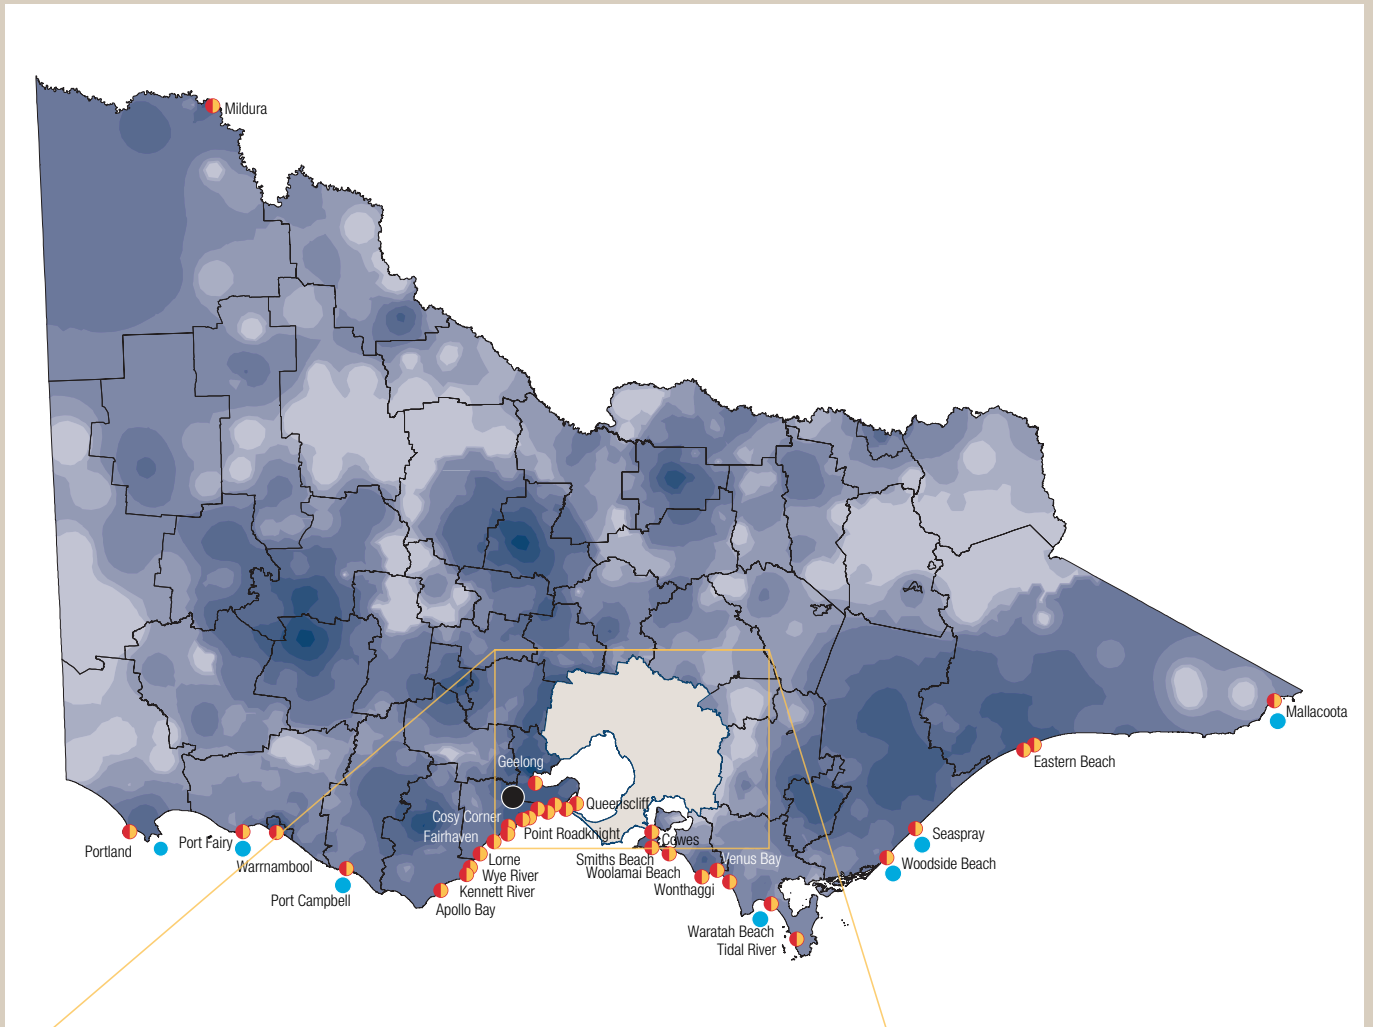 Mildura
Mallacoota
Eastern Beach
Geelong
Queenscliff
Cosy Corner
Seaspray
Fairhaven
Point Roadknight
Port Fairy
Cowes
Portland
Lorne
Smiths Beach
Venus Bay
Woodside Beach
Warrnambool
Wye River
Woolamai Beach
Kennett River
Wonthaggi
Port Campbell
Apollo Bay
Waratah Beach
Tidal River